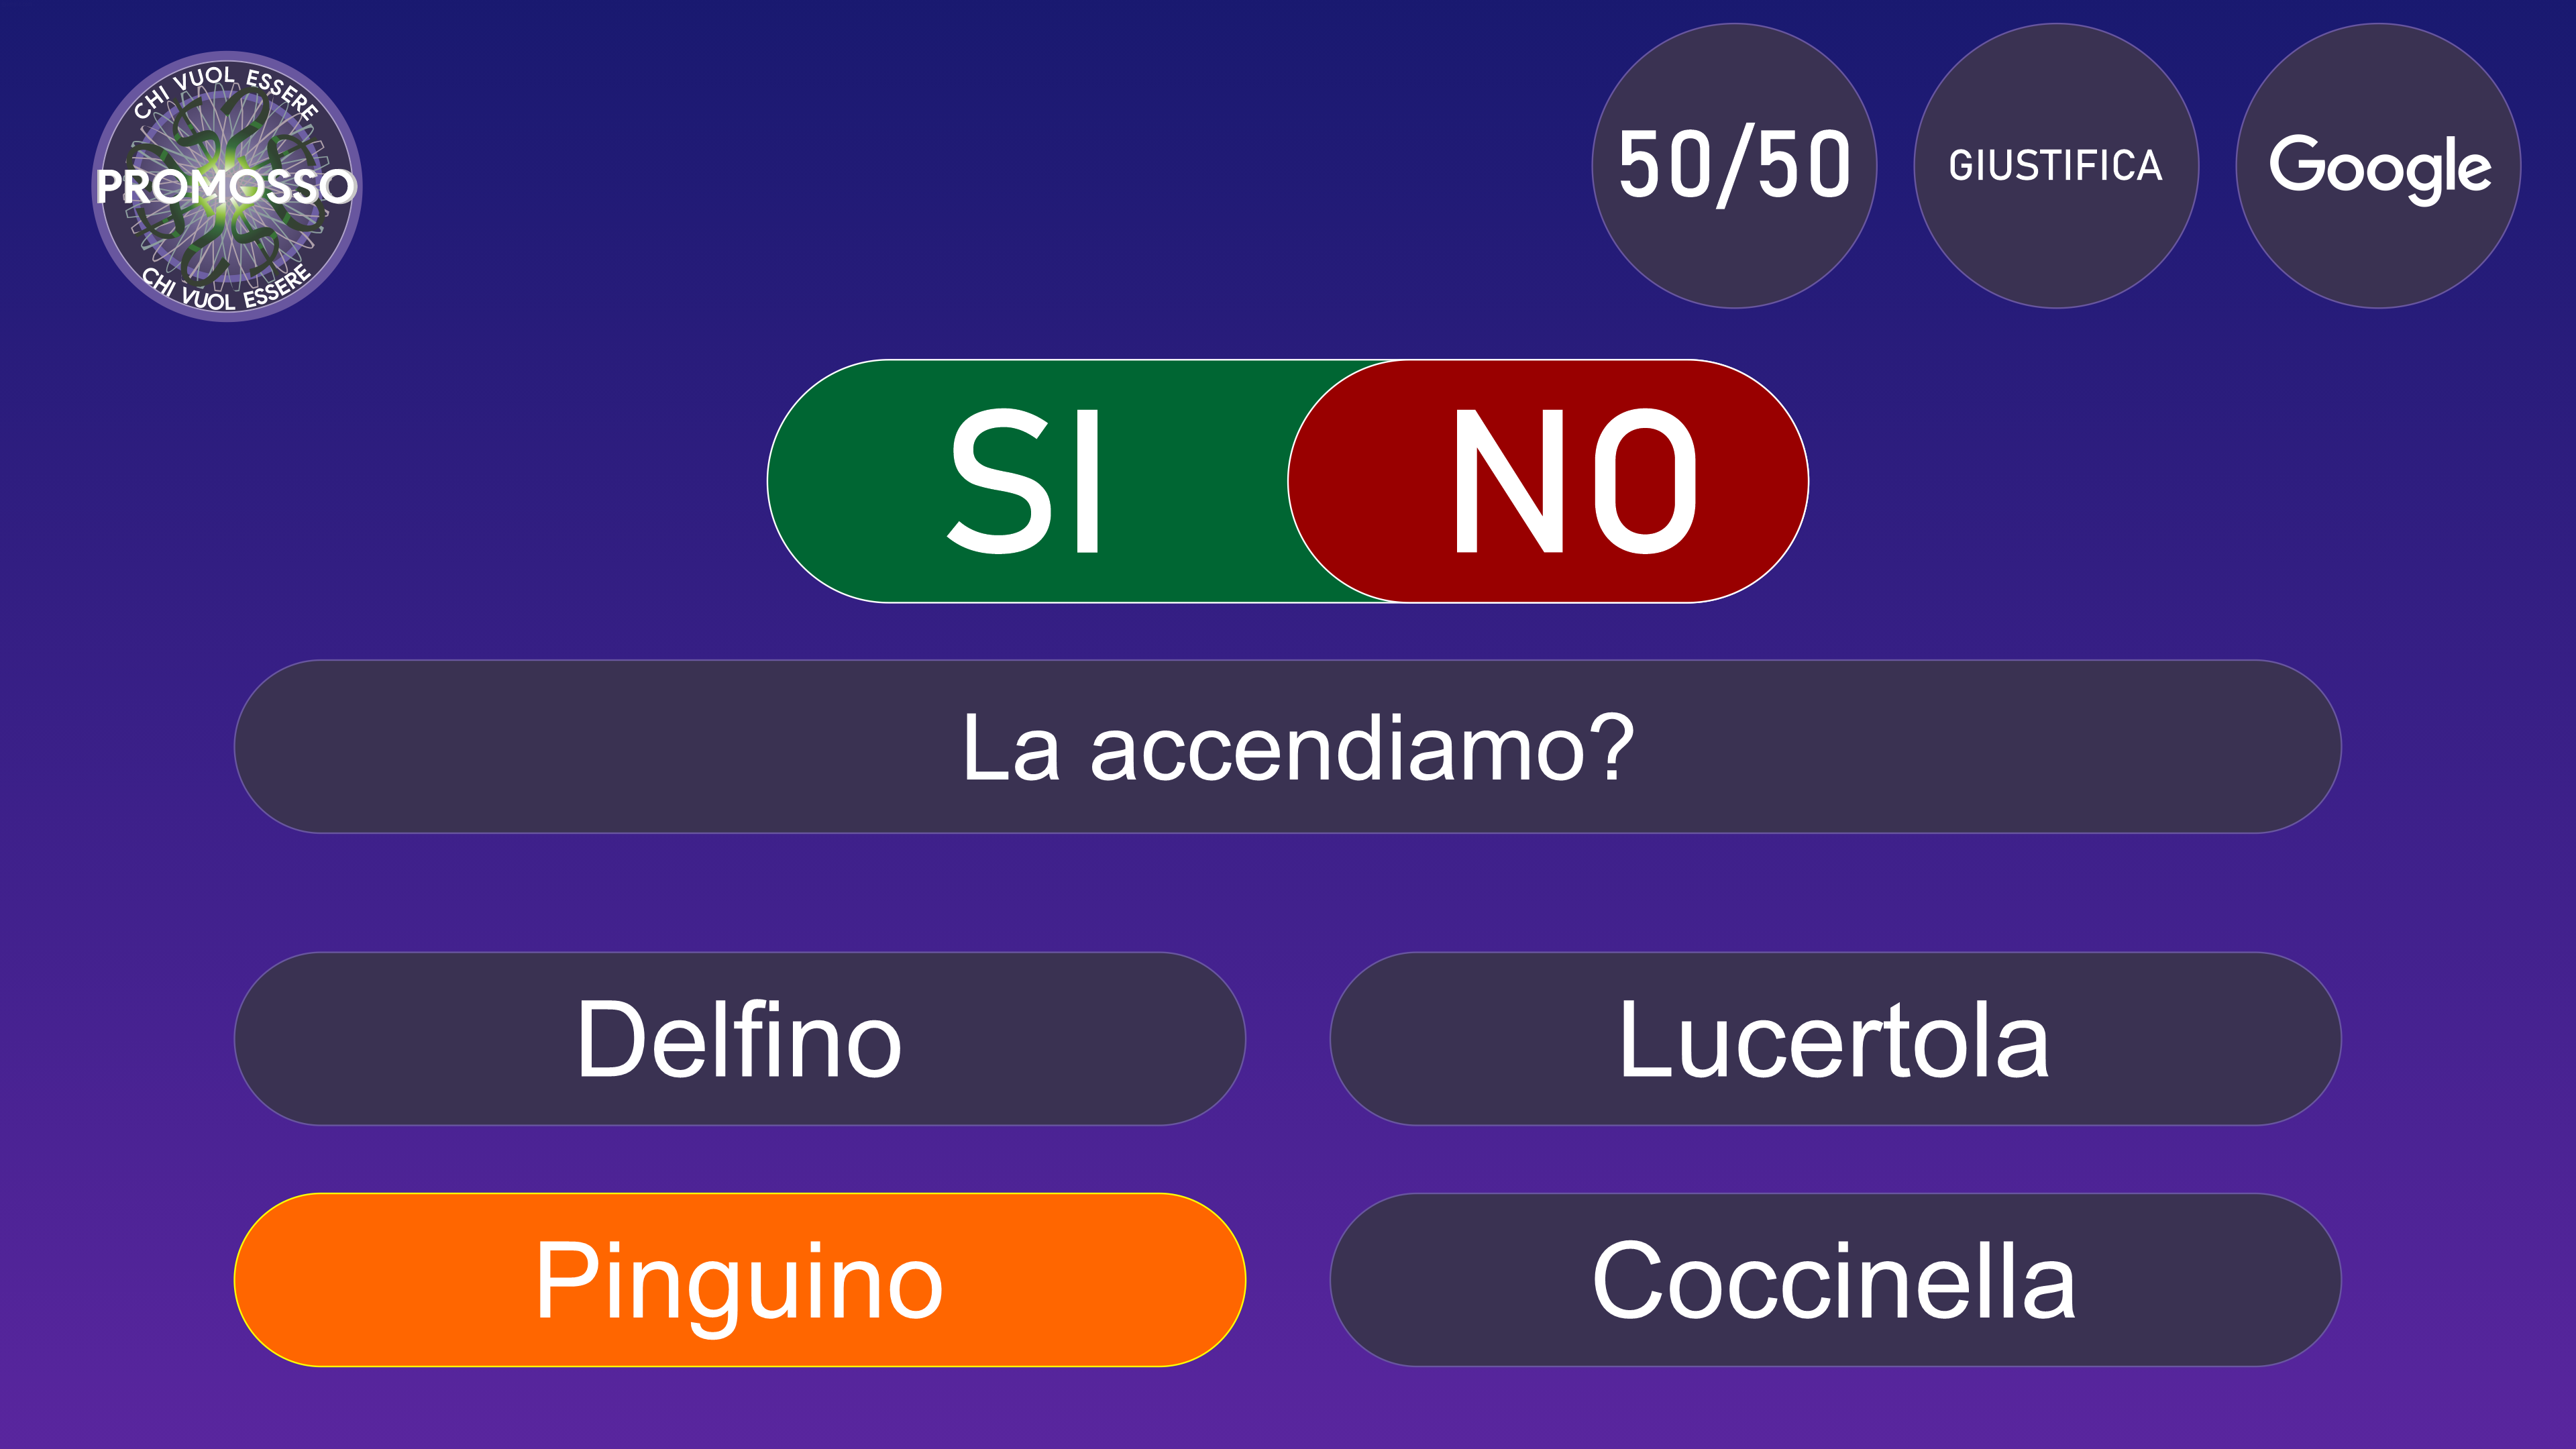 CHI VUOL ESSERE
PROMOSSO
CHI VUOL ESSERE
50/50
GIUSTIFICA
Google
SI
NO
La accendiamo?
Delfino
Lucertola
Pinguino
Coccinella